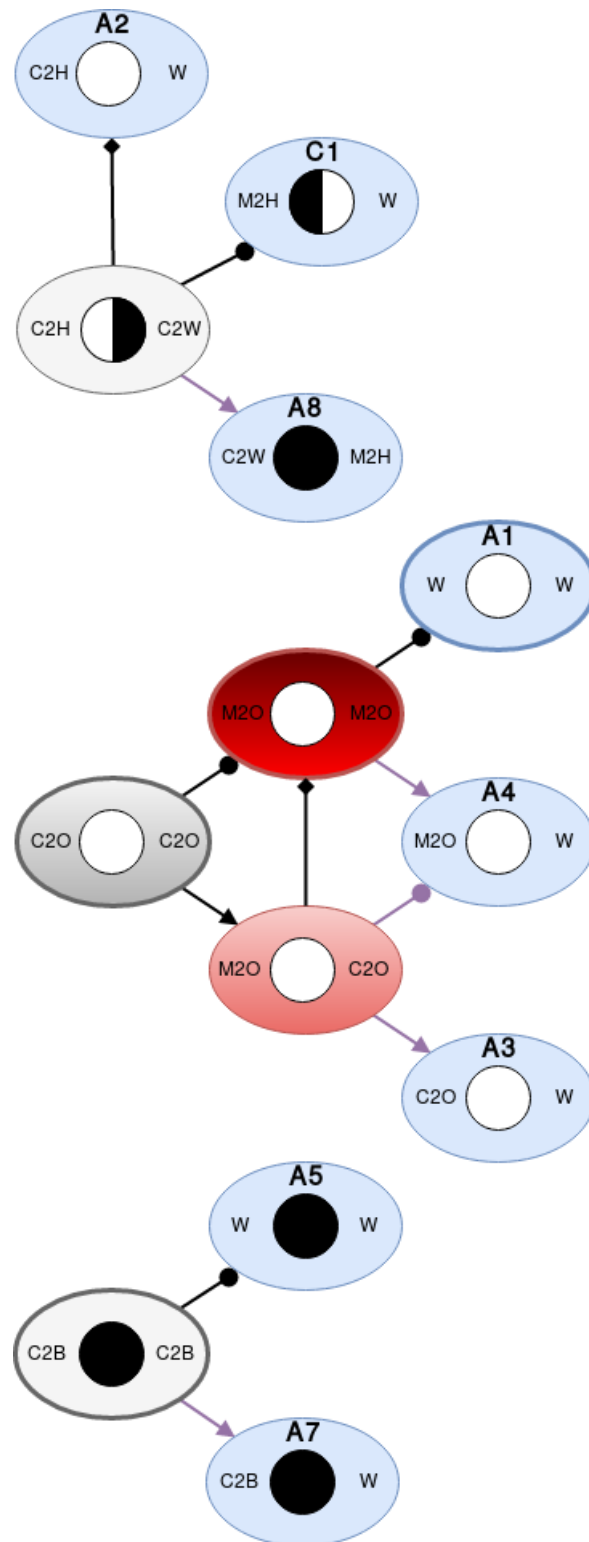 A2
C2H W
C1
M2H W
C2H C2W
A8
C2W M2H
A1
W W
M2O M2O
A4
C2O C2O M2O W
M2O C2O
A3
C2O W
A5
W W
C2B C2B
A7
C2B W